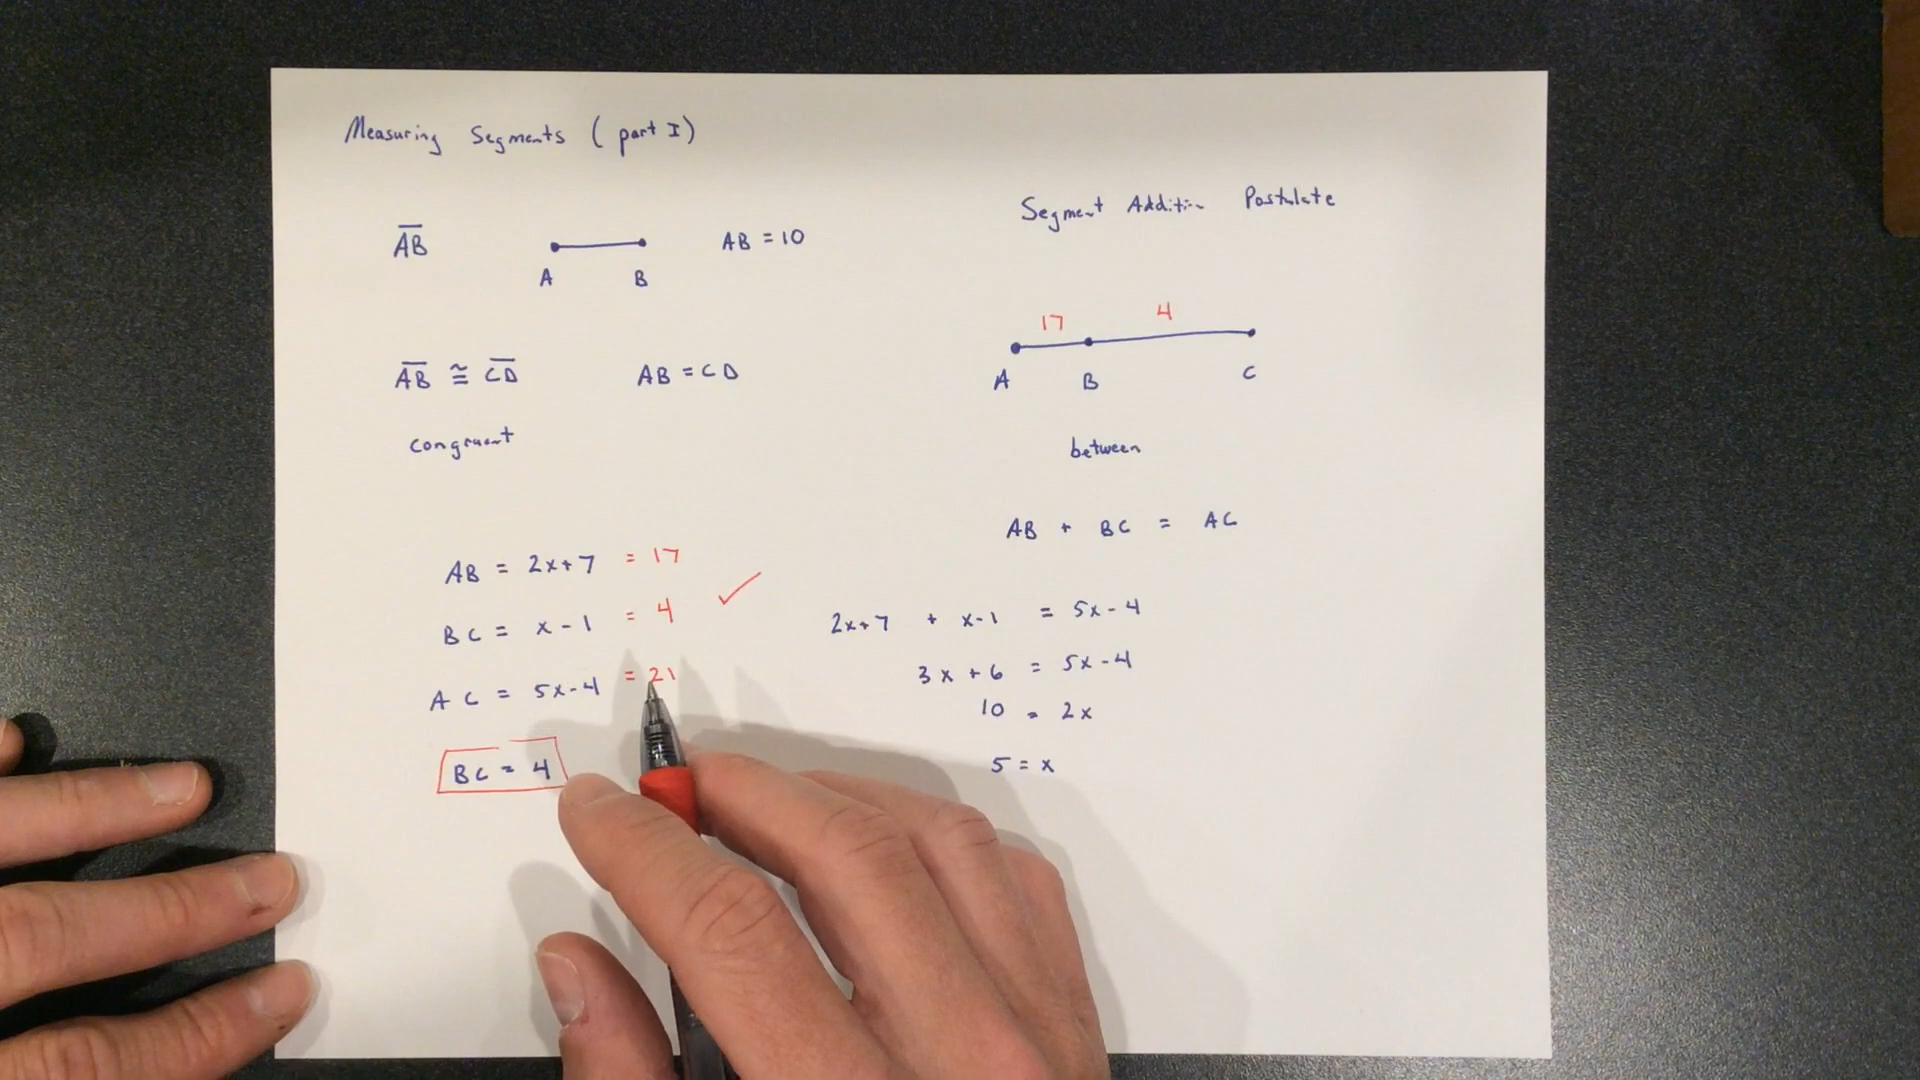 Measuring Segments (part I)
AB
A B
AB = 10
AB ≅ CD
AB = CD
congruent
AB = 2x+7 = 17
BC = x-1 = 4 ✓
AC = 5x-4 = 21
BC = 4
Segment Addition Postulate
17 4
A B C
between
AB + BC = AC
2x+7 + x-1 = 5x-4
3x+6 = 5x-4
10 = 2x
5 = x